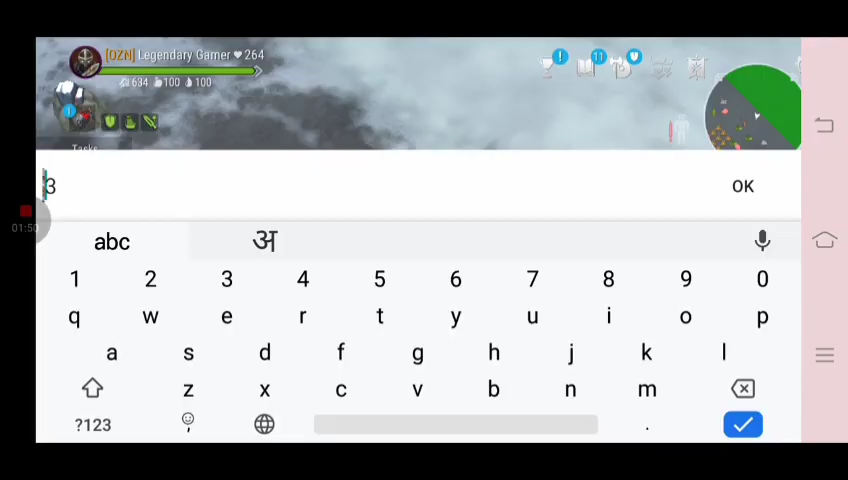 [OZN] Legendary Gamer ♥ 264
634 100 100
! 11
Tasks
3
OK
01:50
abc अ
1 2 3 4 5 6 7 8 9 0
q w e r t y u i o p
a s d f g h j k l
z x c v b n m
?123 , .